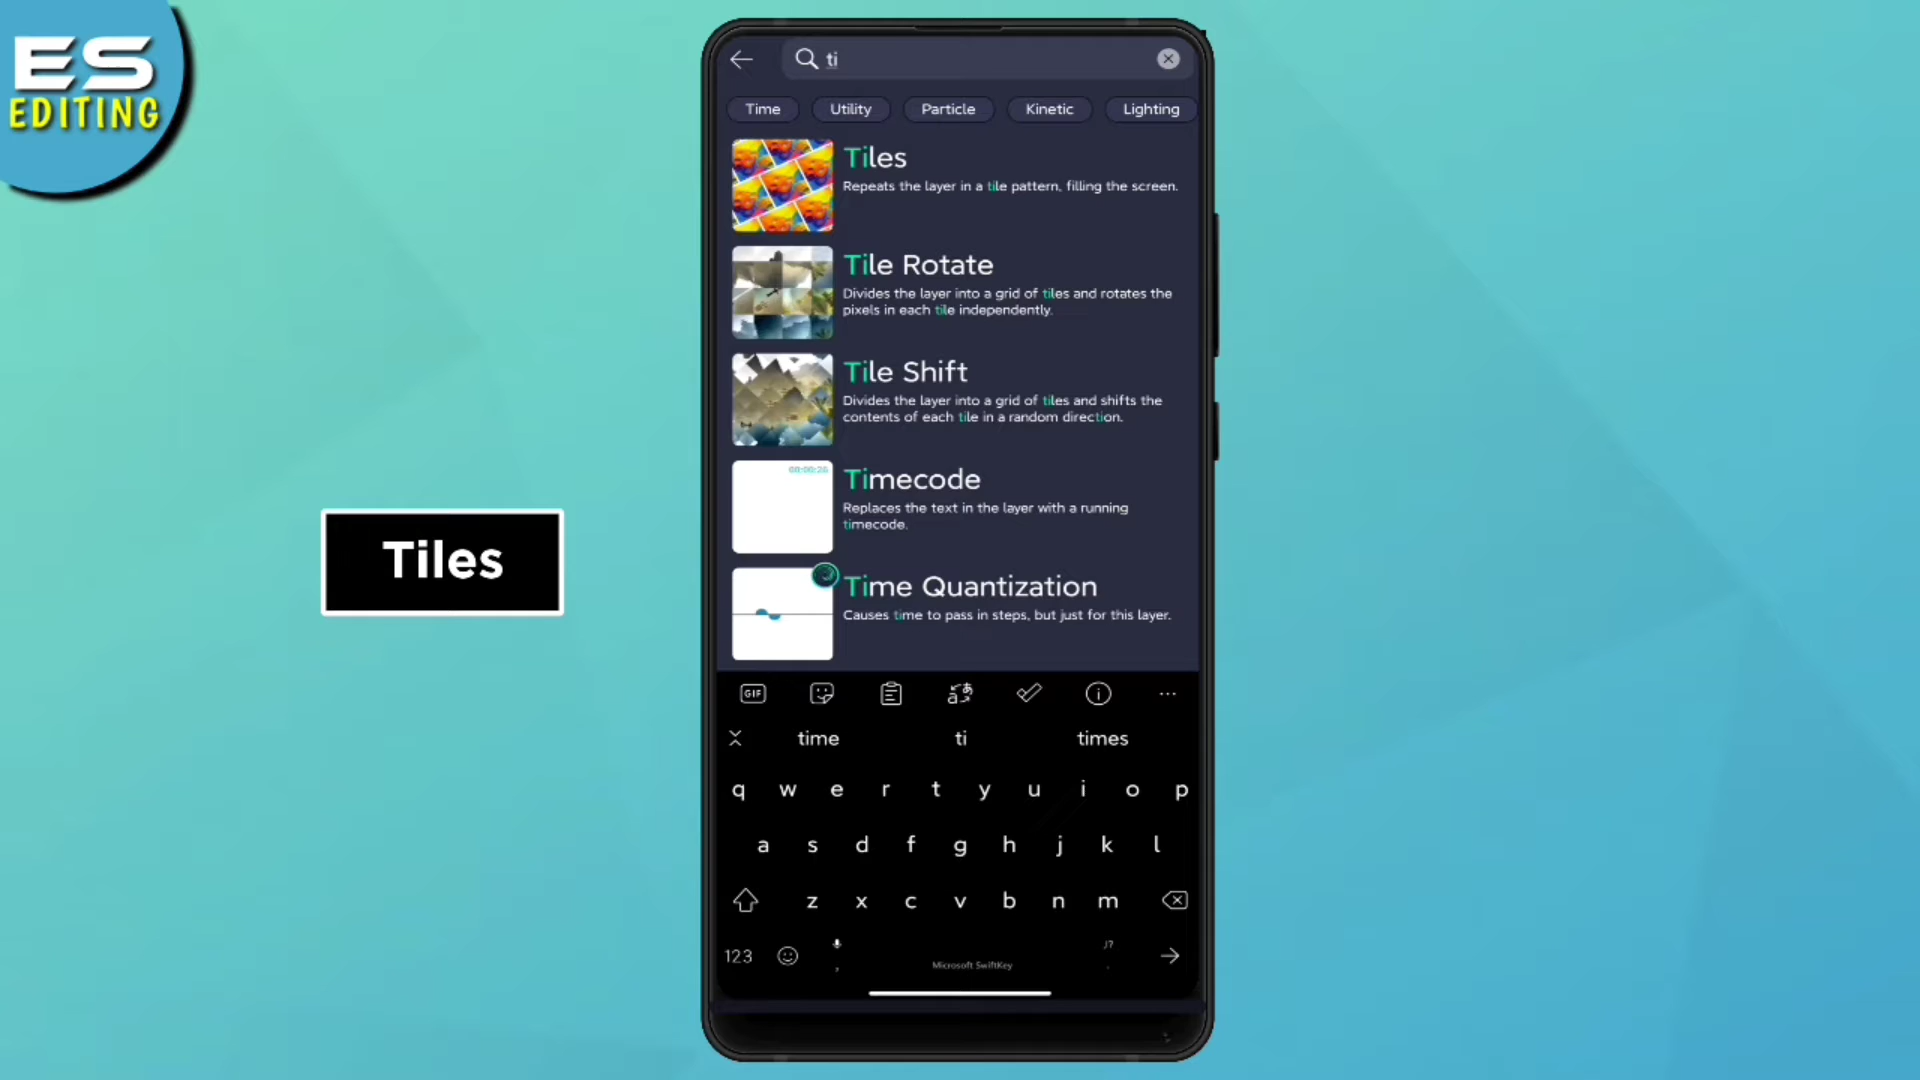 ES
EDITING
Tiles
ti
Time
Utility
Particle
Kinetic
Lighting
Tiles
Repeats the layer in a tile pattern, filling the screen.
Tile Rotate
Divides the layer into a grid of tiles and rotates the
pixels in each tile independently.
Tile Shift
Divides the layer into a grid of tiles and shifts the
contents of each tile in a random direction.
00:00:20
Timecode
Replaces the text in the layer with a running
timecode.
Time Quantization
Causes time to pass in steps, but just for this layer.
GIF
time
ti
times
q w e r t y u i o p
a s d f g h j k l
z x c v b n m
123
,
Microsoft SwiftKey
,!?
.